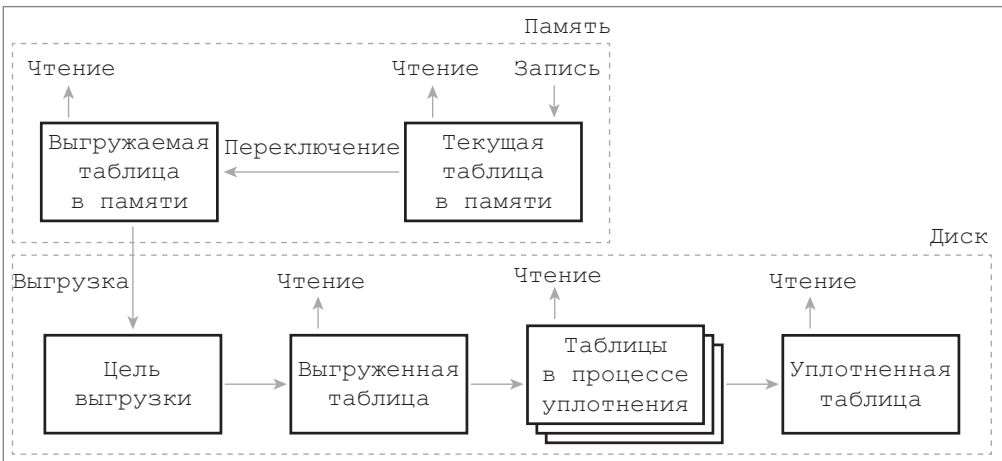 Память
Чтение
Чтение
Запись
Выгружаемая
таблица
в памяти
Переключение
Текущая
таблица
в памяти
Диск
Выгрузка
Чтение
Чтение
Чтение
Цель
выгрузки
Выгруженная
таблица
Таблицы
в процессе
уплотнения
Уплотненная
таблица